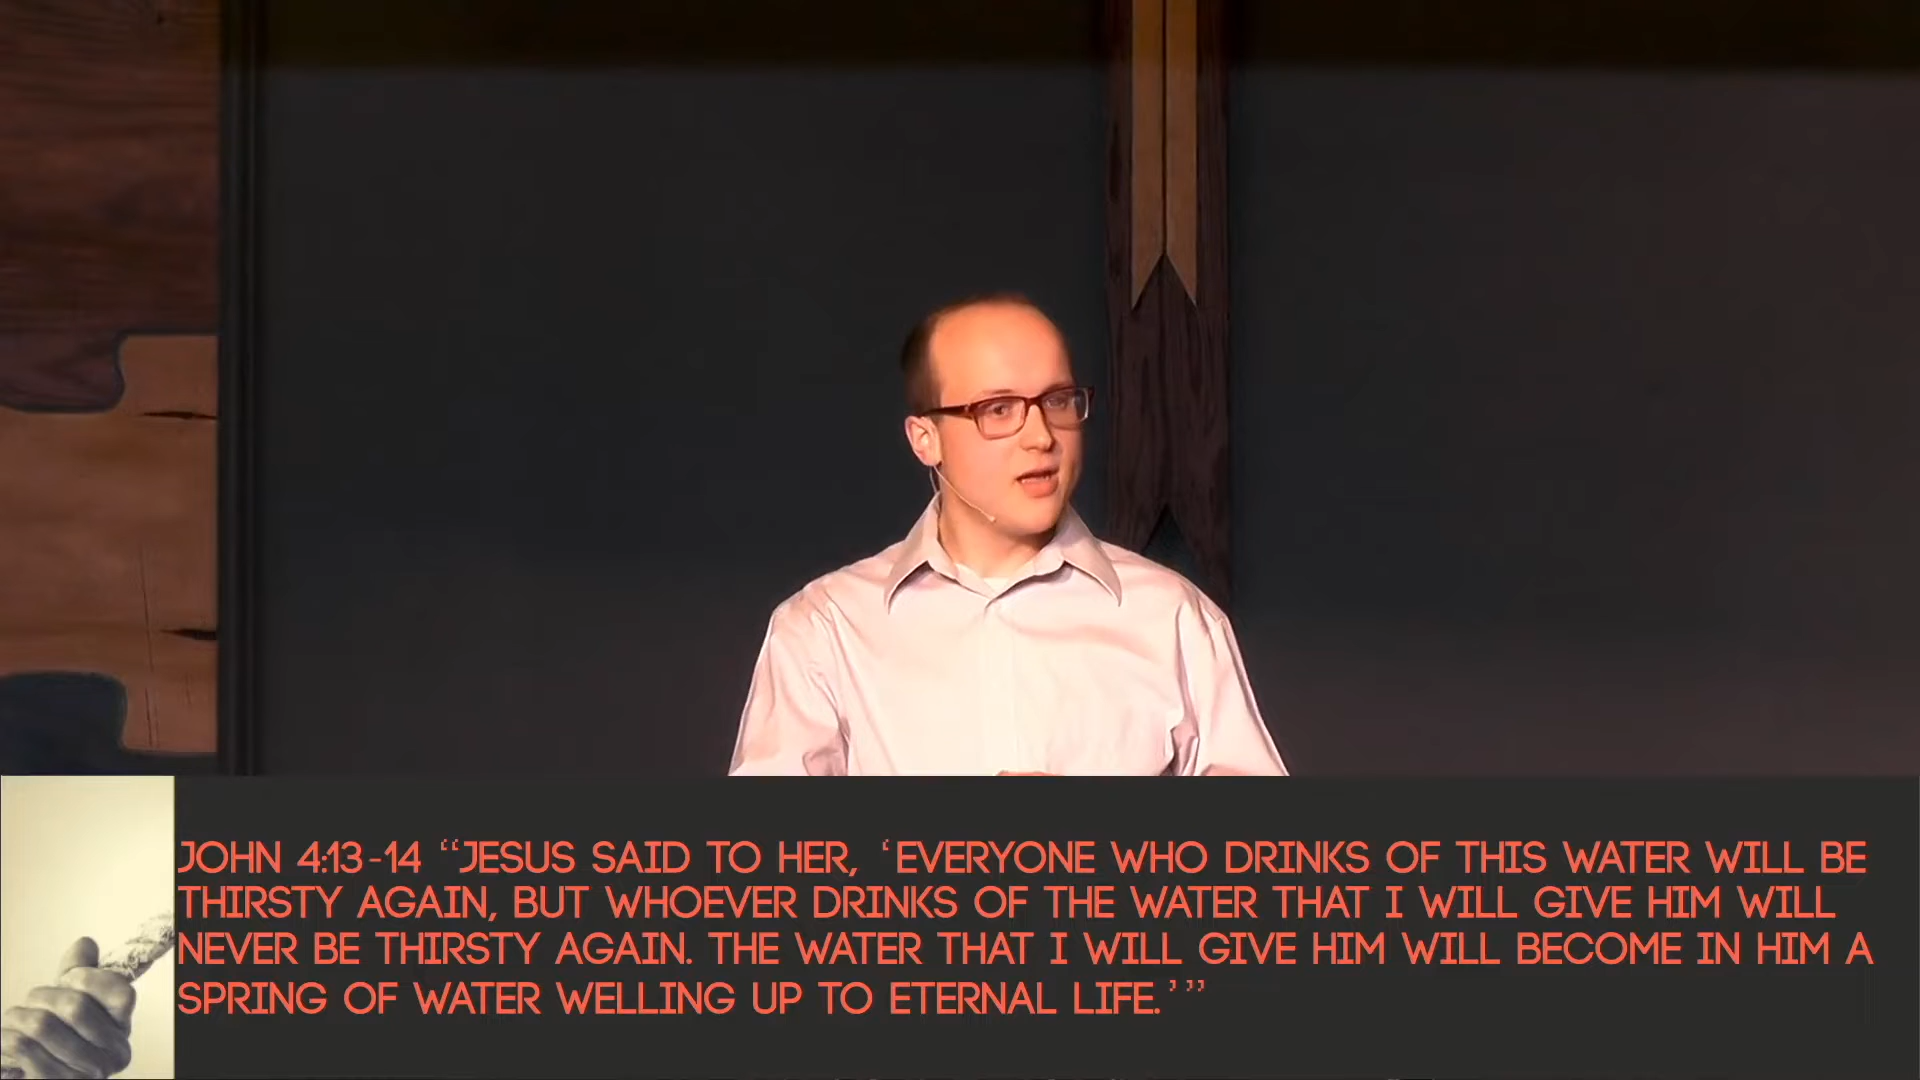 JOHN 4:13-14 “JESUS SAID TO HER, ‘EVERYONE WHO DRINKS OF THIS WATER WILL BE
THIRSTY AGAIN, BUT WHOEVER DRINKS OF THE WATER THAT I WILL GIVE HIM WILL
NEVER BE THIRSTY AGAIN. THE WATER THAT I WILL GIVE HIM WILL BECOME IN HIM A
SPRING OF WATER WELLING UP TO ETERNAL LIFE.’”